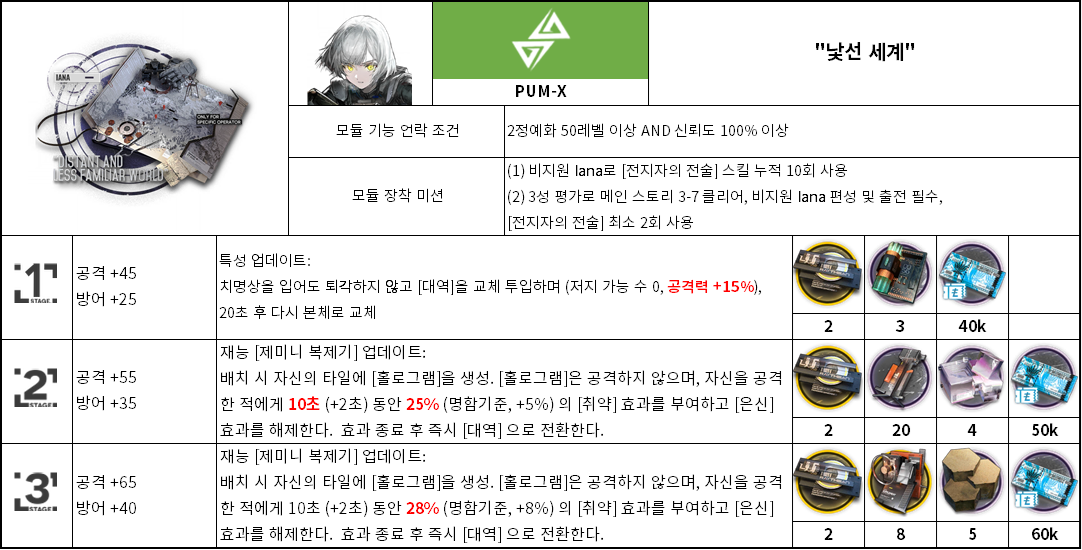 IANA
ONLY FOR
SPECIFIC OPERATOR
"DISTANT AND
LESS FAMILIAR WORLD"
PUM-X
"낯선 세계"
모듈 기능 언락 조건
2정예화 50레벨 이상 AND 신뢰도 100% 이상
모듈 장착 미션
(1) 비지원 Iana로 [전지자의 전술] 스킬 누적 10회 사용
(2) 3성 평가로 메인 스토리 3-7 클리어, 비지원 Iana 편성 및 출전 필수,
[전지자의 전술] 최소 2회 사용
1
STAGE
공격 +45
방어 +25
특성 업데이트:
치명상을 입어도 퇴각하지 않고 [대역]을 교체 투입하며 (저지 가능 수 0, 공격력 +15%),
20초 후 다시 본체로 교체
2 3 40k
2
STAGE
공격 +55
방어 +35
재능 [제미니 복제기] 업데이트:
배치 시 자신의 타일에 [홀로그램]을 생성. [홀로그램]은 공격하지 않으며, 자신을 공격
한 적에게 10초 (+2초) 동안 25% (명함기준, +5%) 의 [취약] 효과를 부여하고 [은신]
효과를 해제한다. 효과 종료 후 즉시 [대역] 으로 전환한다.
2 20 4 50k
3
STAGE
공격 +65
방어 +40
재능 [제미니 복제기] 업데이트:
배치 시 자신의 타일에 [홀로그램]을 생성. [홀로그램]은 공격하지 않으며, 자신을 공격
한 적에게 10초 (+2초) 동안 28% (명함기준, +8%) 의 [취약] 효과를 부여하고 [은신]
효과를 해제한다. 효과 종료 후 즉시 [대역] 으로 전환한다.
2 8 5 60k